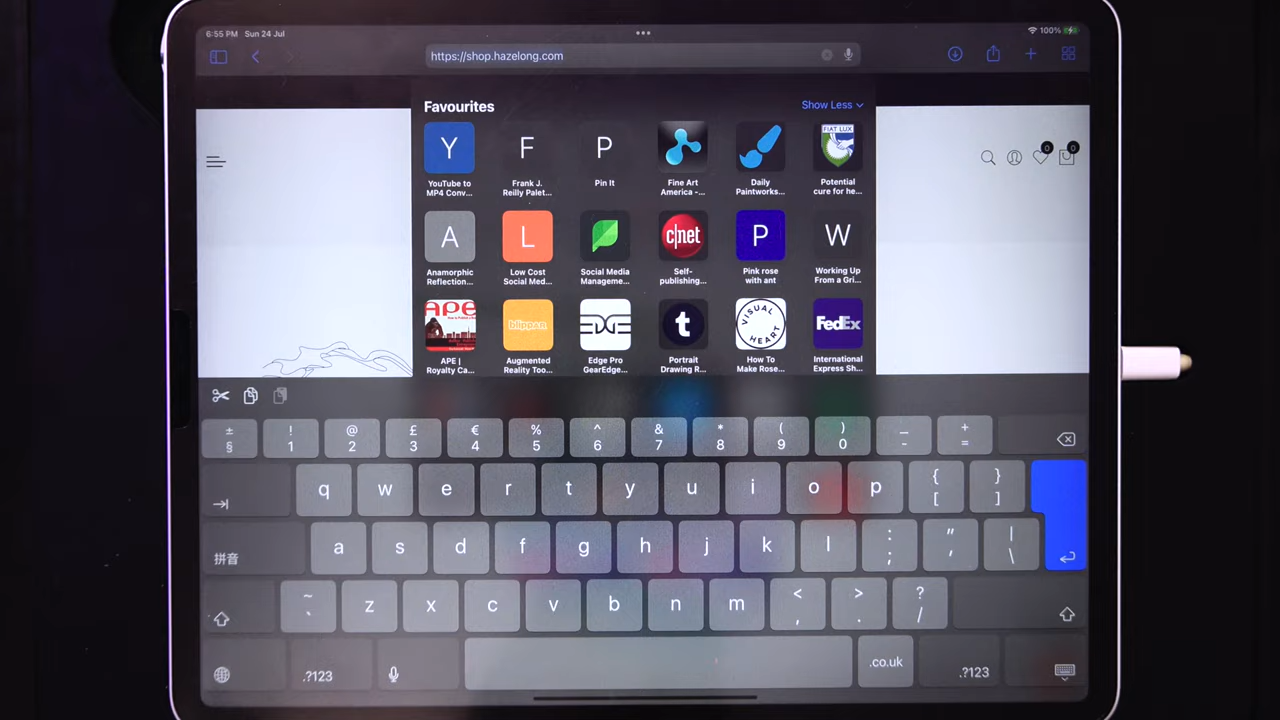 6:55 PM Sun 24 Jul
100%
https://shop.hazelong.com
Favourites
Show Less
Y F P FIAT LUX
YouTube to MP4 Conv...
Frank J. Reilly Palet...
Pin It
Fine Art America -...
Daily Paintworks...
Potential cure for he...
0 0
A L c|net P W
Anamorphic Reflection...
Low Cost Social Med...
Social Media Manageme...
Self-publishing...
Pink rose with ant
Working Up From a Gri...
APE blippar EDGE t VISUAL HEART FedEx
APE | Royalty Ca...
Augmented Reality Too...
Edge Pro GearEdge...
Portrait Drawing R...
How To Make Rose...
International Express Sh...
± ! @ £ € % ^ & * ( ) _ +
§ 1 2 3 4 5 6 7 8 9 0 - =
q w e r t y u i o p { [ } ]
拼音 a s d f g h j k l : ; " ' | \
~ ` z x c v b n m < , > . ? /
.?123 .co.uk .?123